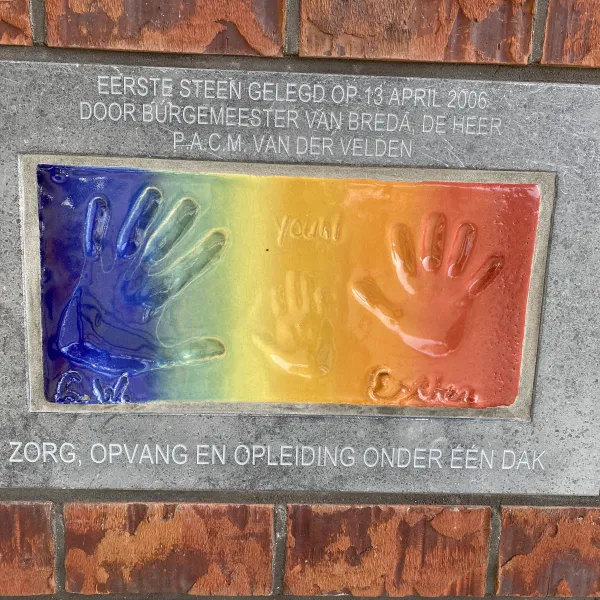 EERSTE STEEN GELEGD OP 13 APRIL 2006
DOOR BURGEMEESTER VAN BREDA, DE HEER
P.A.C.M. VAN DER VELDEN
Esther
ZORG, OPVANG EN OPLEIDING ONDER ÉÉN DAK